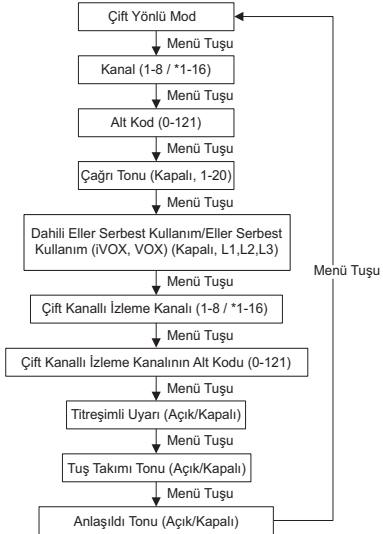 Çift Yönlü Mod
Menü Tuşu
Kanal (1-8 / *1-16)
Menü Tuşu
Alt Kod (0-121)
Menü Tuşu
Çağrı Tonu (Kapalı, 1-20)
Menü Tuşu
Dahili Eller Serbest Kullanım/Eller Serbest
Kullanım (iVOX, VOX) (Kapalı, L1,L2,L3)
Menü Tuşu
Menü Tuşu
Çift Kanallı İzleme Kanalı (1-8 / *1-16)
Menü Tuşu
Çift Kanallı İzleme Kanalının Alt Kodu (0-121)
Menü Tuşu
Titreşimli Uyarı (Açık/Kapalı)
Menü Tuşu
Tuş Takımı Tonu (Açık/Kapalı)
Menü Tuşu
Anlaşıldı Tonu (Açık/Kapalı)